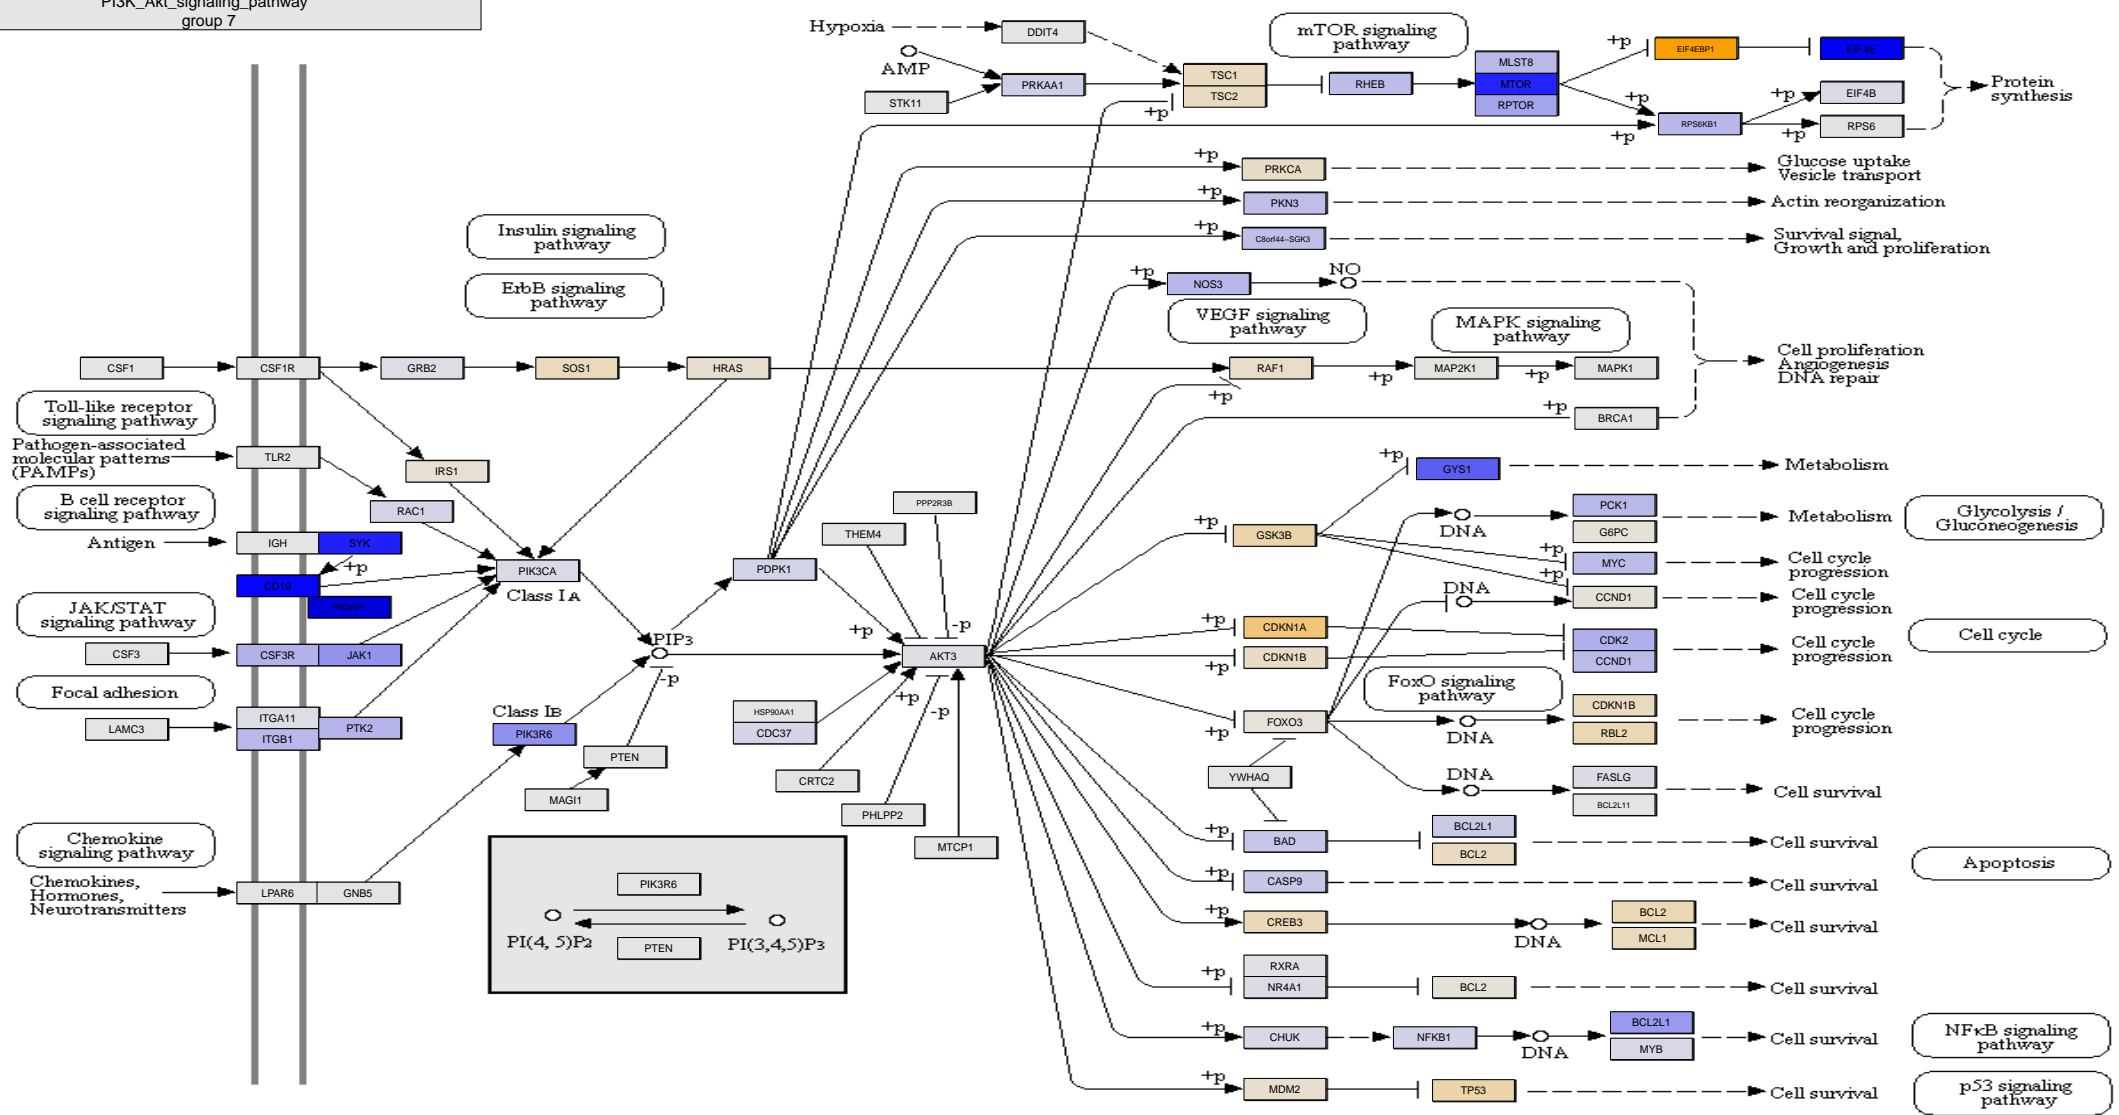 PI3K_Akt_signaling_pathway
group 7
Hypoxia
DDIT4
AMP
PRKAA1
STK11
TSC1
TSC2
+p
mTOR signaling
pathway
RHEB
MLST8
MTOR
RPTOR
+p
EIF4EBP1
EIF4E
+p
RPS6KB1
+p
+p
EIF4B
+p
RPS6
Protein
synthesis
+p
PRKCA
Glucose uptake
Vesicle transport
+p
PKN3
Actin reorganization
+p
C8orf44-SGK3
Survival signal,
Growth and proliferation
Insulin signaling
pathway
ErbB signaling
pathway
+p
NOS3
NO
VEGF signaling
pathway
MAPK signaling
pathway
CSF1
CSF1R
GRB2
SOS1
HRAS
RAF1
+p
+p
MAP2K1
+p
MAPK1
Cell proliferation
Angiogenesis
DNA repair
+p
BRCA1
Toll-like receptor
signaling pathway
Pathogen-associated
molecular patterns
(PAMPs)
TLR2
IRS1
RAC1
B cell receptor
signaling pathway
Antigen
IGH
SYK
+p
CD19
PIK3CA
Class IA
JAK/STAT
signaling pathway
CSF3
CSF3R
JAK1
Focal adhesion
LAMC3
ITGA11
ITGB1
PTK2
Chemokine
signaling pathway
Chemokines,
Hormones,
Neurotransmitters
LPAR6
GNB5
Class IB
PIK3R6
PIP3
-p
PTEN
MAGI1
PDPK1
THEM4
PPP2R3B
+p
-p
AKT3
HSP90AA1
CDC37
+p
-p
CRTC2
PHLPP2
MTCP1
PIK3R6
PI(4, 5)P2
PI(3,4,5)P3
PTEN
+p
GYS1
Metabolism
+p
GSK3B
DNA
PCK1
G6PC
Metabolism
Glycolysis /
Gluconeogenesis
+p
MYC
Cell cycle
progression
+p
DNA
CCND1
Cell cycle
progression
+p
CDKN1A
+p
CDKN1B
CDK2
CCND1
Cell cycle
progression
Cell cycle
FoxO signaling
pathway
+p
FOXO3
DNA
CDKN1B
RBL2
Cell cycle
progression
YWHAQ
DNA
FASLG
BCL2L11
Cell survival
+p
BAD
BCL2L1
BCL2
Cell survival
Apoptosis
+p
CASP9
Cell survival
+p
CREB3
DNA
BCL2
MCL1
Cell survival
+p
RXRA
NR4A1
BCL2
Cell survival
+p
CHUK
NFKB1
DNA
BCL2L1
MYB
Cell survival
NFκB signaling
pathway
+p
MDM2
TP53
Cell survival
p53 signaling
pathway